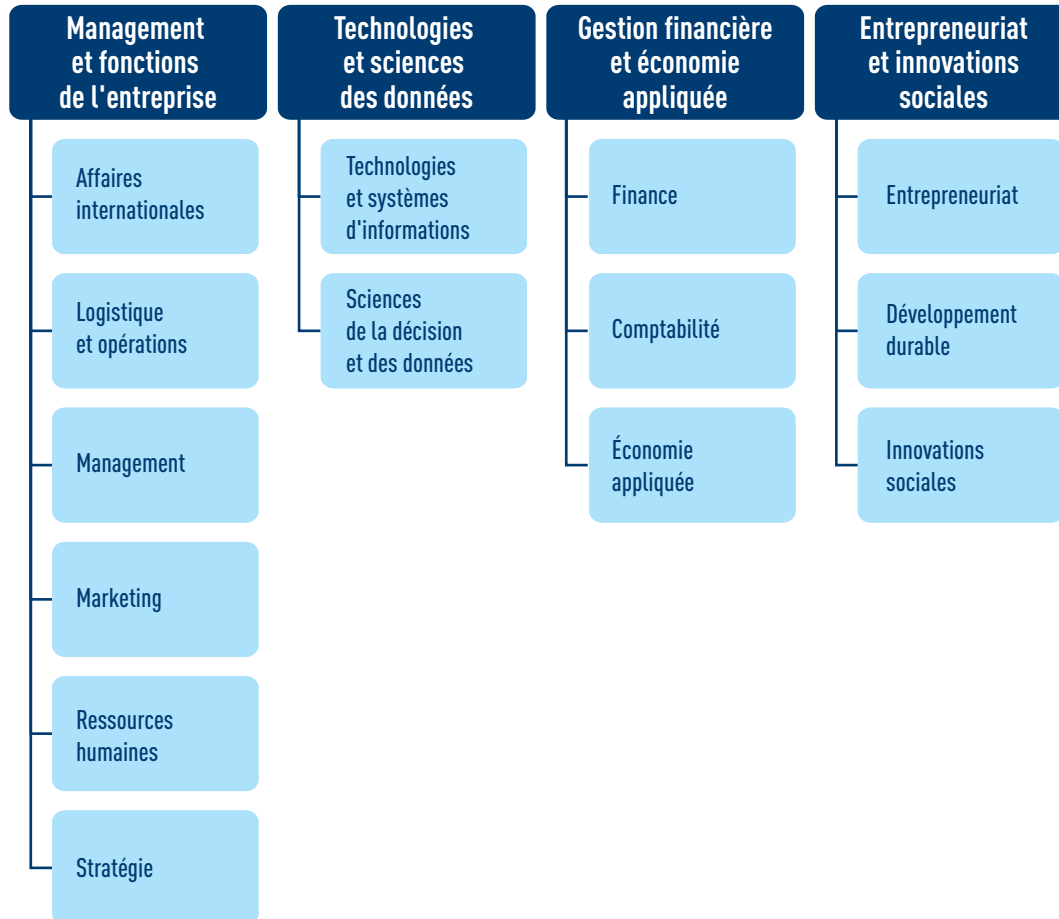 Management
et fonctions
de l'entreprise
Affaires
internationales
Logistique
et opérations
Management
Marketing
Ressources
humaines
Stratégie
Technologies
et sciences
des données
Technologies
et systèmes
d'informations
Sciences
de la décision
et des données
Gestion financière
et économie
appliquée
Finance
Comptabilité
Économie
appliquée
Entrepreneuriat
et innovations
sociales
Entrepreneuriat
Développement
durable
Innovations
sociales